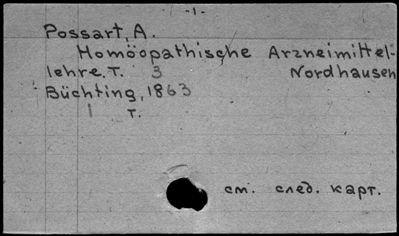 -1-
Possart, A.
Homöopathische Arzneimittel-
lehre. T. 3 Nordhausen
Büchting, 1863
1 т.
см. след. карт.